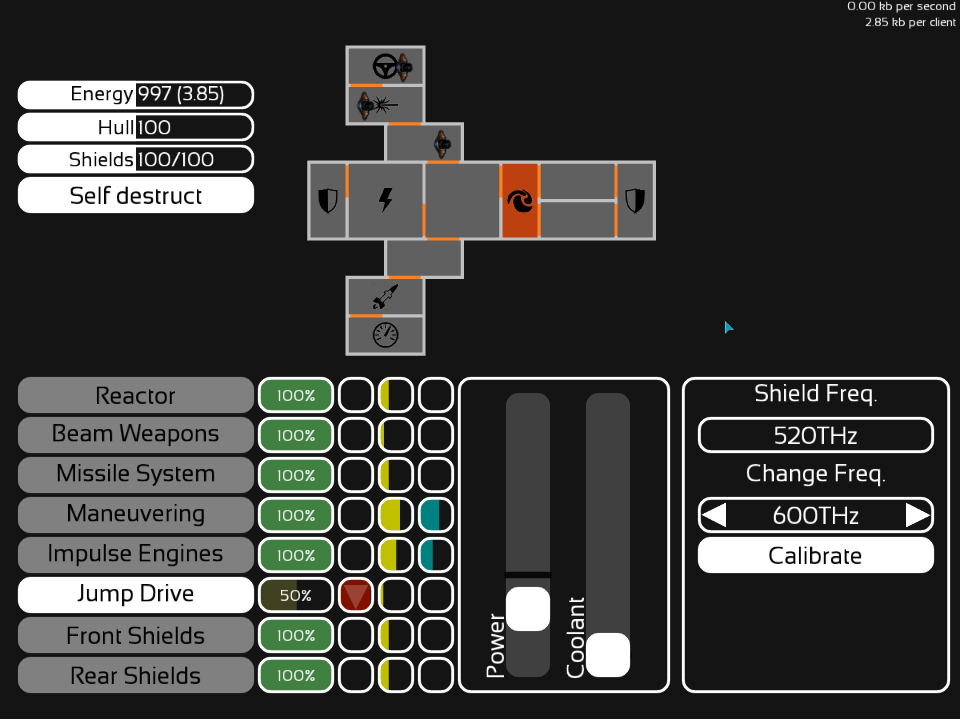 0.00 kb per second
2.85 kb per client
Energy 997 (3.85)
Hull 100
Shields 100/100
Self destruct
Reactor 100%
Beam Weapons 100%
Missile System 100%
Maneuvering 100%
Impulse Engines 100%
Jump Drive 50%
Front Shields 100%
Rear Shields 100%
Power
Coolant
Shield Freq.
520THz
Change Freq.
600THz
Calibrate